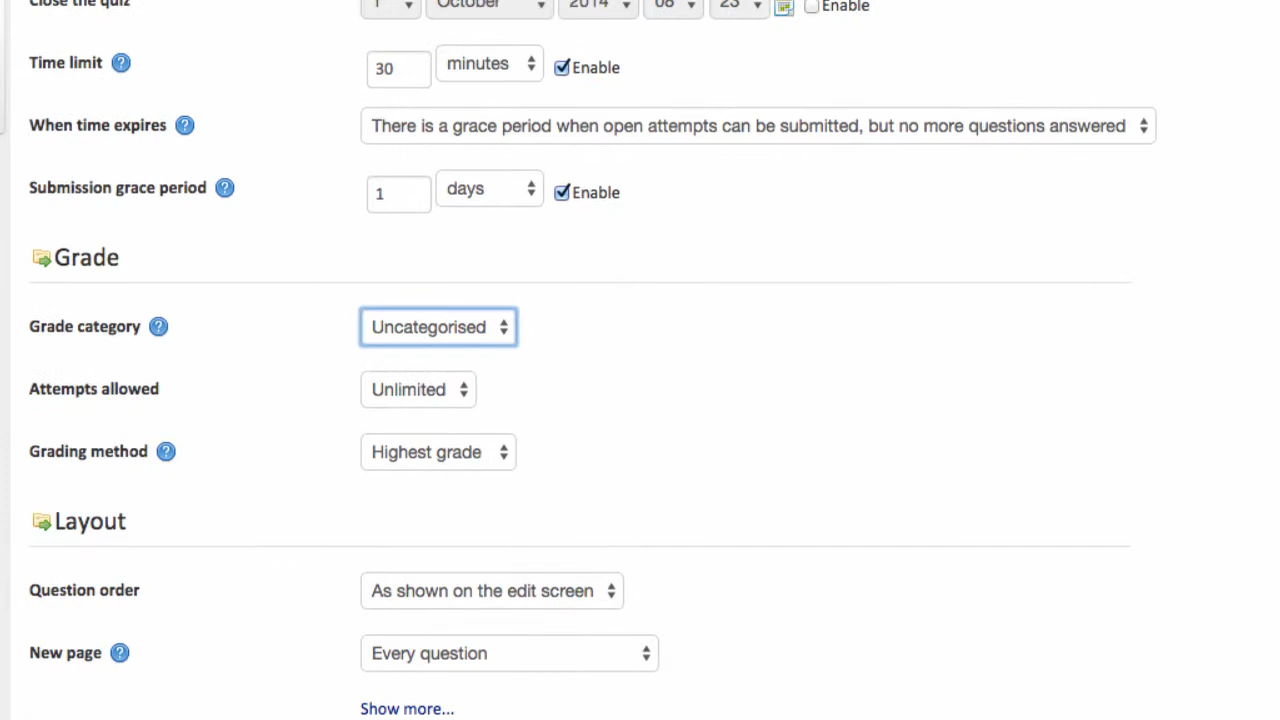 Close the quiz 1 October 2014 08 23 Enable
Time limit 30 minutes Enable
When time expires There is a grace period when open attempts can be submitted, but no more questions answered
Submission grace period 1 days Enable
Grade
Grade category Uncategorised
Attempts allowed Unlimited
Grading method Highest grade
Layout
Question order As shown on the edit screen
New page Every question
Show more...